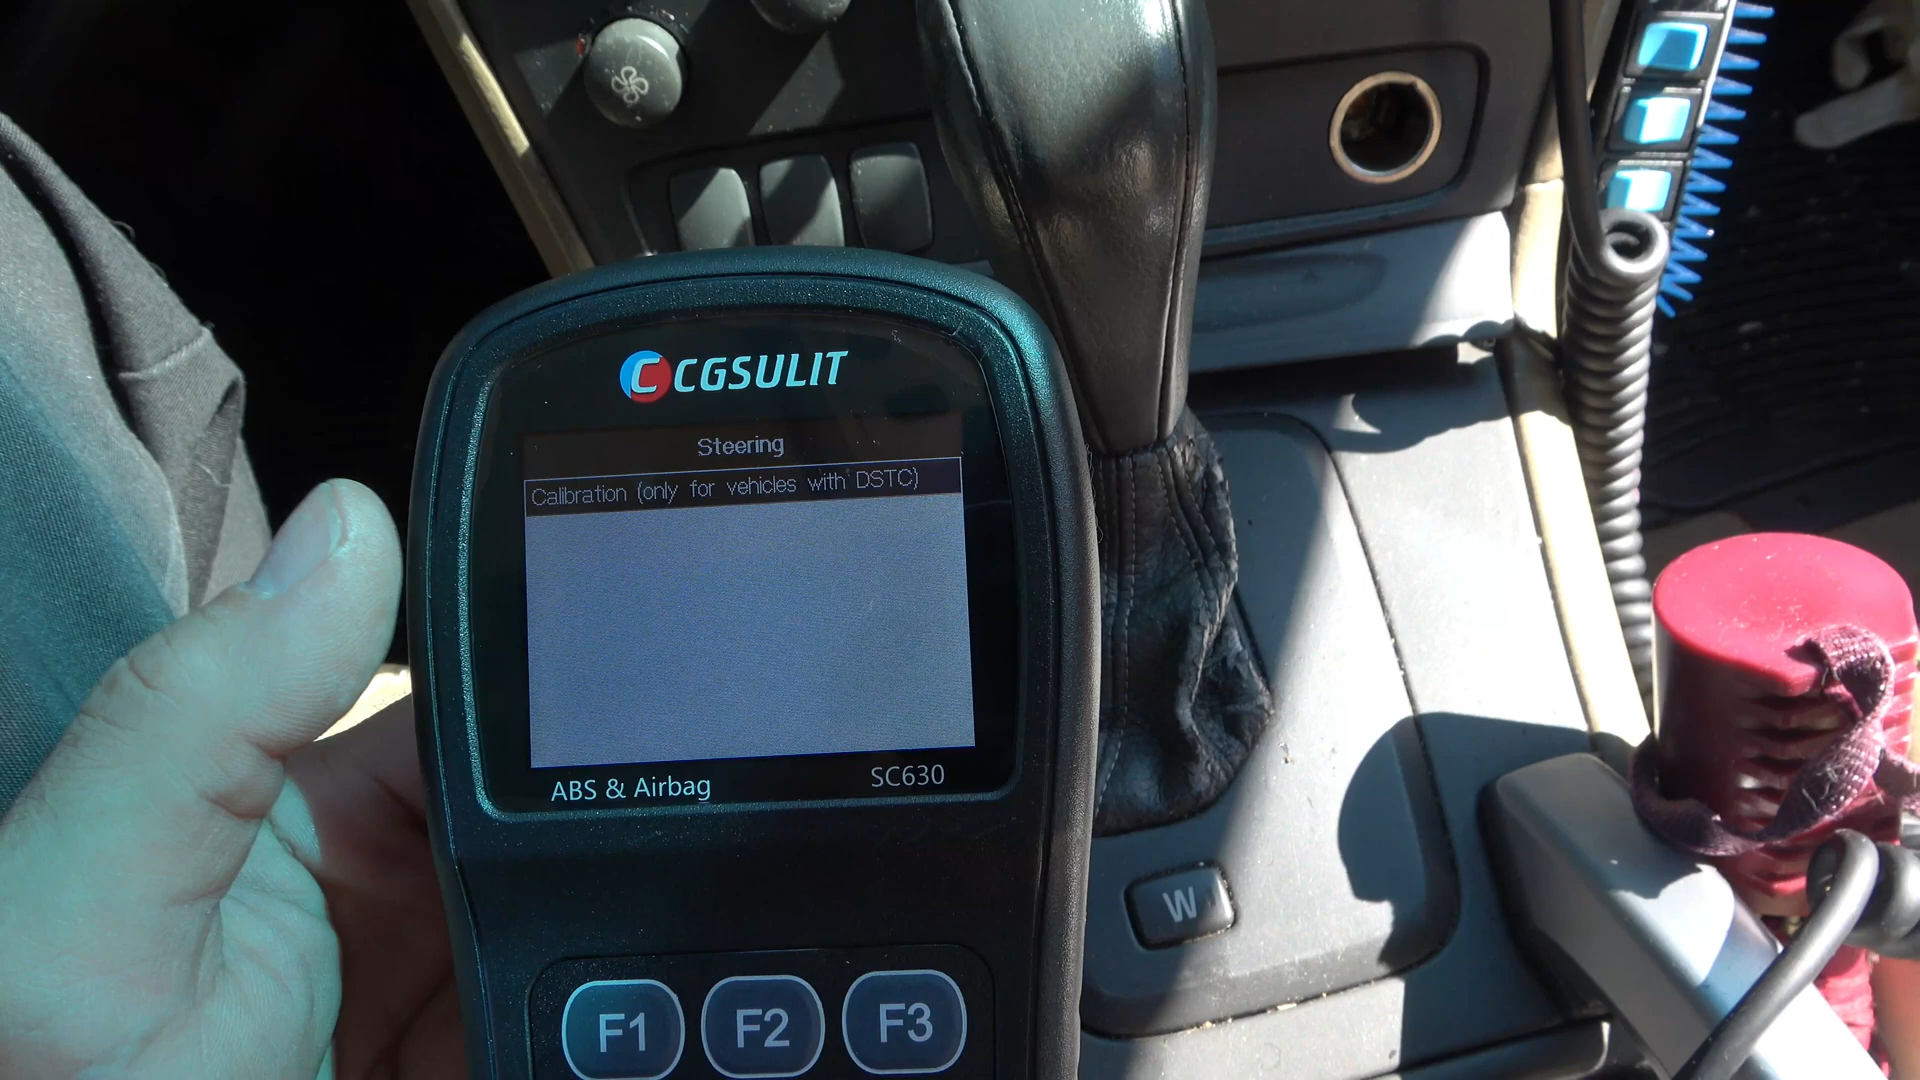 CGSULIT
Steering
Calibration (only for vehicles with DSTC)
ABS & Airbag
SC630
W
F1
F2
F3